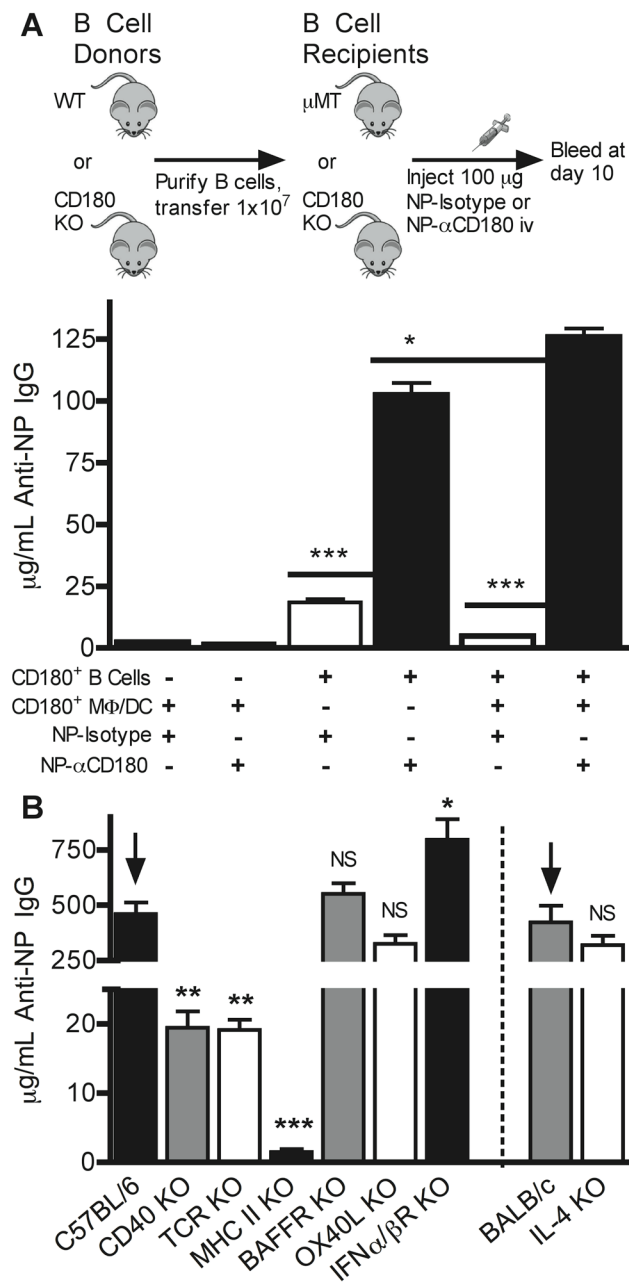 A
B Cell
Donors
B Cell
Recipients
WT
μMT
or
or
Purify B cells,
transfer 1x10⁷
Inject 100 μg
NP-Isotype or
NP-αCD180 iv
Bleed at
day 10
CD180
KO
CD180
KO
μg/mL Anti-NP IgG
125
100
75
50
25
0
*
***
***
CD180⁺ B Cells - - + + + +
CD180⁺ MΦ/DC + + - - + +
NP-Isotype + - + - + -
NP-αCD180 - + - + - +
B
μg/mL Anti-NP IgG
750
500
250
20
10
0
**
**
***
NS
NS
*
NS
C57BL/6
CD40 KO
TCR KO
MHC II KO
BAFFR KO
OX40L KO
IFNα/βR KO
BALB/c
IL-4 KO